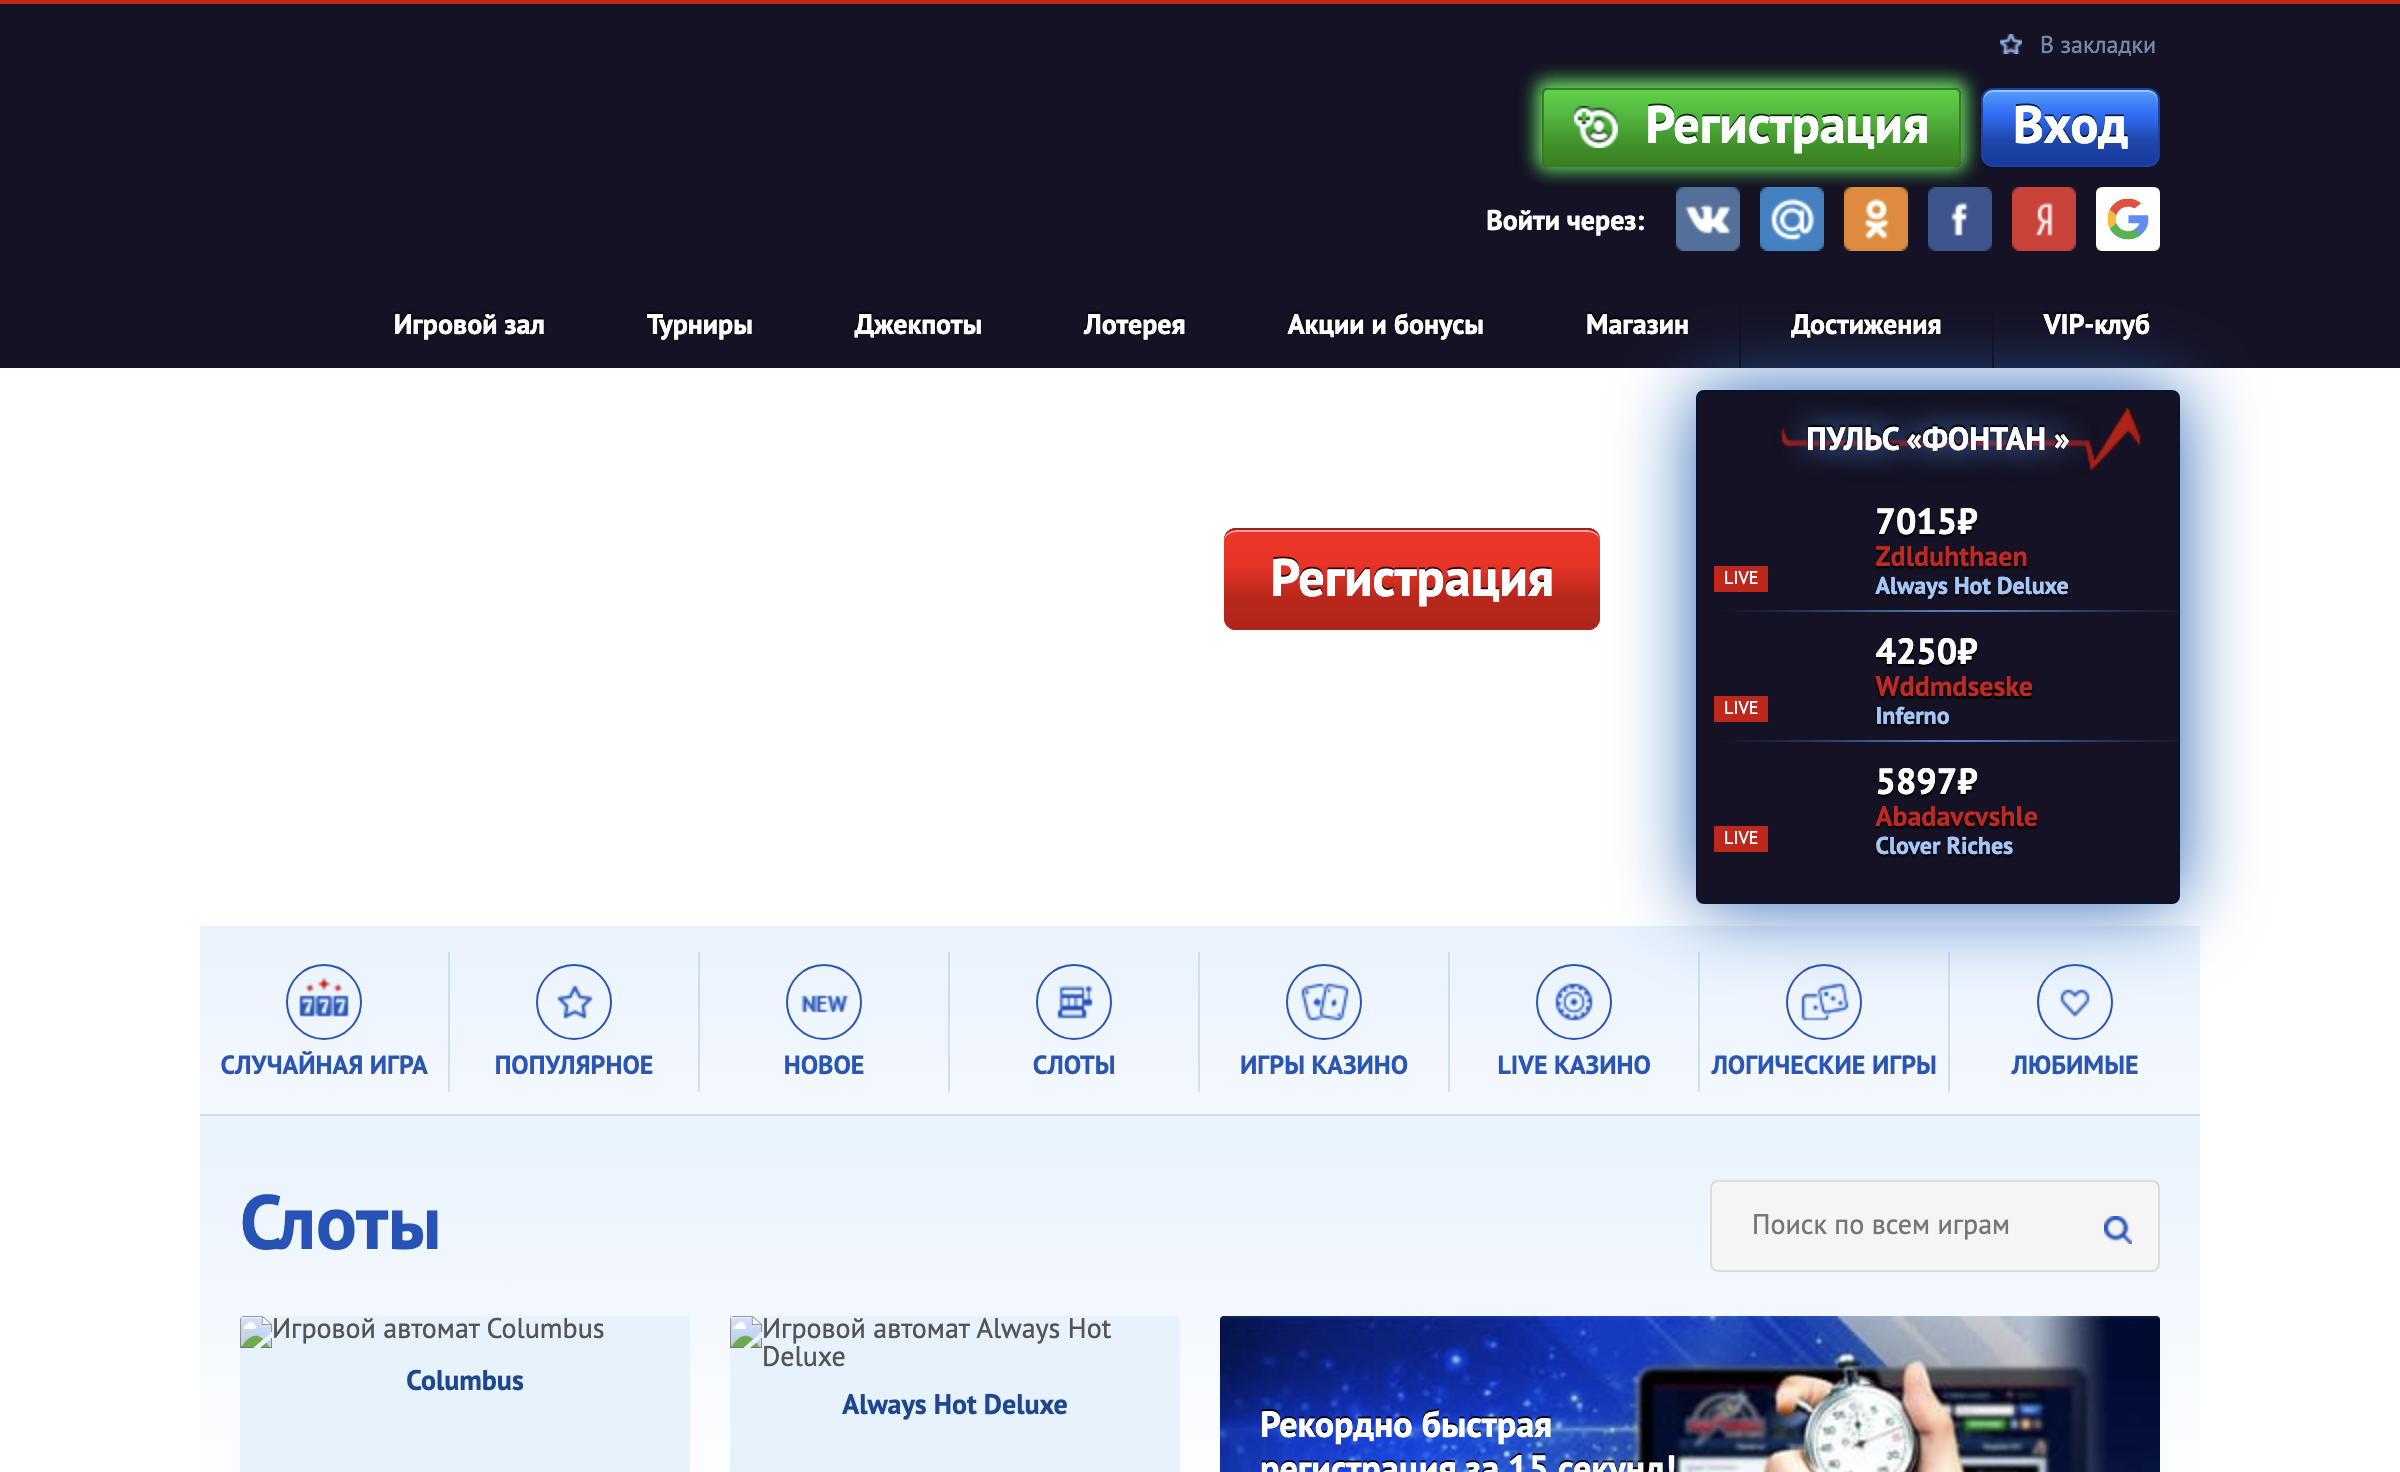 В закладки
Регистрация
Вход
Войти через:
Игровой зал
Турниры
Джекпоты
Лотерея
Акции и бонусы
Магазин
Достижения
VIP-клуб
ПУЛЬС «ФОНТАН »
7015₽
Zdlduhthaen
LIVE
Always Hot Deluxe
Регистрация
4250₽
Wddmdseske
LIVE
Inferno
5897₽
Abadavcvshle
LIVE
Clover Riches
777
NEW
СЛУЧАЙНАЯ ИГРА
ПОПУЛЯРНОЕ
НОВОЕ
СЛОТЫ
ИГРЫ КАЗИНО
LIVE КАЗИНО
ЛОГИЧЕСКИЕ ИГРЫ
ЛЮБИМЫЕ
Слоты
Поиск по всем играм
Игровой автомат Columbus
Columbus
Игровой автомат Always Hot
Deluxe
Always Hot Deluxe
Рекордно быстрая
регистрация за 15 секунд!